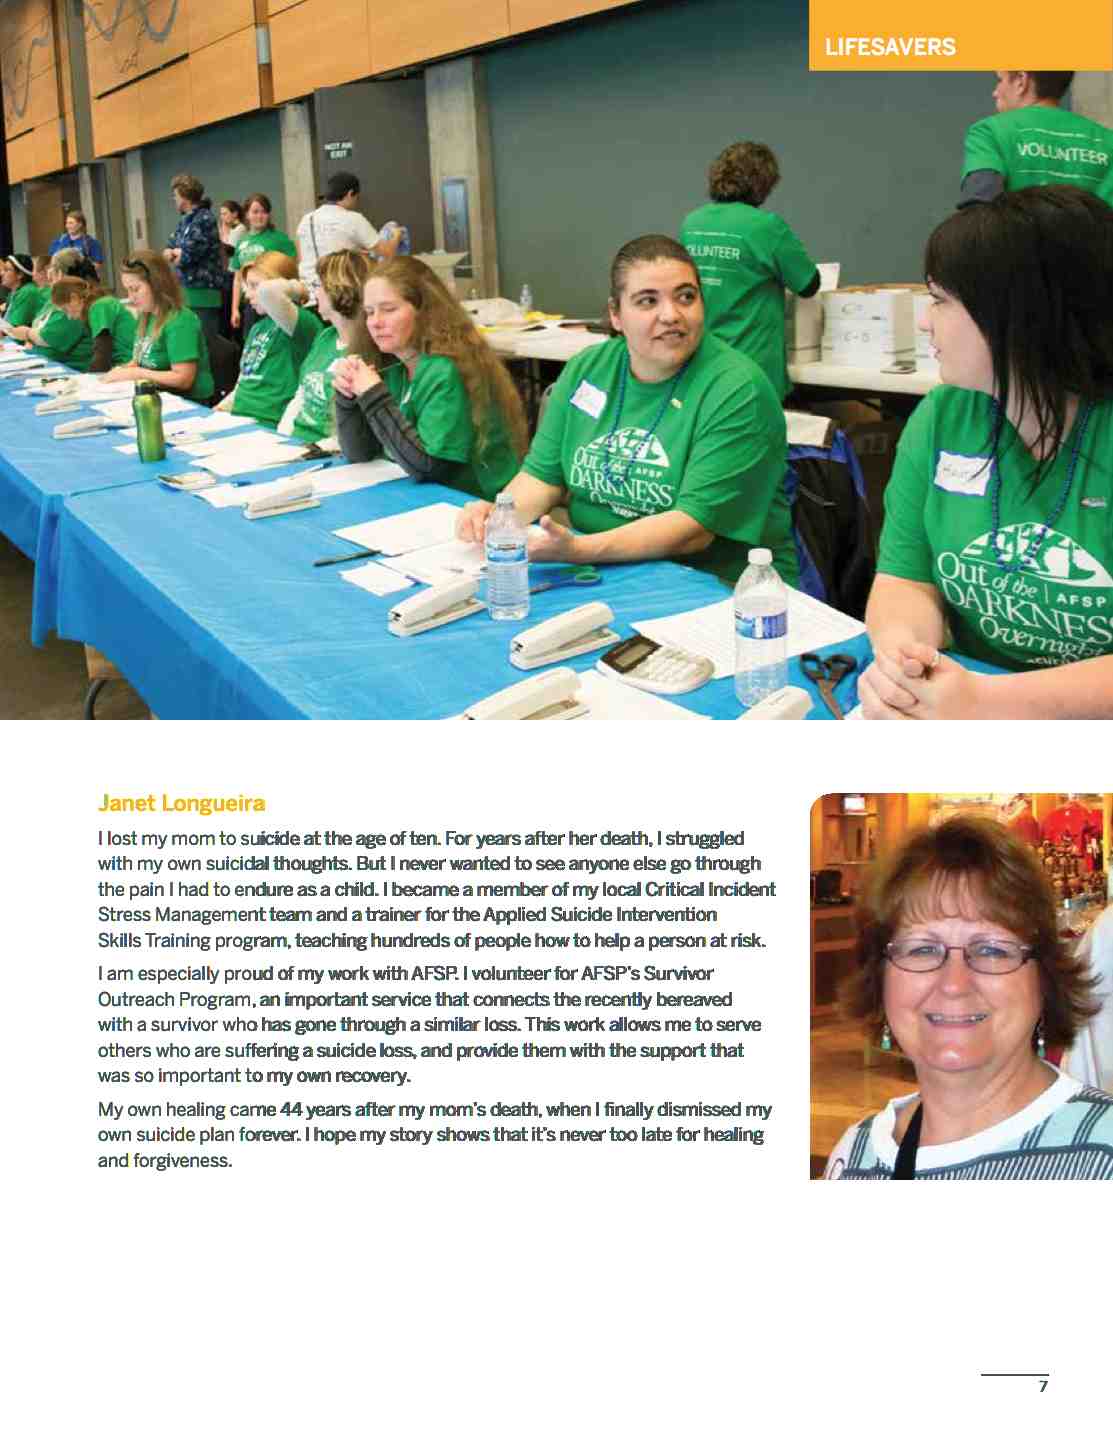 LIFESAVERS
NOT AN
EXIT
VOLUNTEER
VOLUNTEER
C-D
Out of the
AFSP
DARKNESS
Overnight
Out of the
AFSP
DARKNESS
Overnight
Janet Longueira
I lost my mom to suicide at the age of ten. For years after her death, I struggled
with my own suicidal thoughts. But I never wanted to see anyone else go through
the pain I had to endure as a child. I became a member of my local Critical Incident
Stress Management team and a trainer for the Applied Suicide Intervention
Skills Training program, teaching hundreds of people how to help a person at risk.
I am especially proud of my work with AFSP. I volunteer for AFSP's Survivor
Outreach Program, an important service that connects the recently bereaved
with a survivor who has gone through a similar loss. This work allows me to serve
others who are suffering a suicide loss, and provide them with the support that
was so important to my own recovery.
My own healing came 44 years after my mom's death, when I finally dismissed my
own suicide plan forever. I hope my story shows that it's never too late for healing
and forgiveness.
7